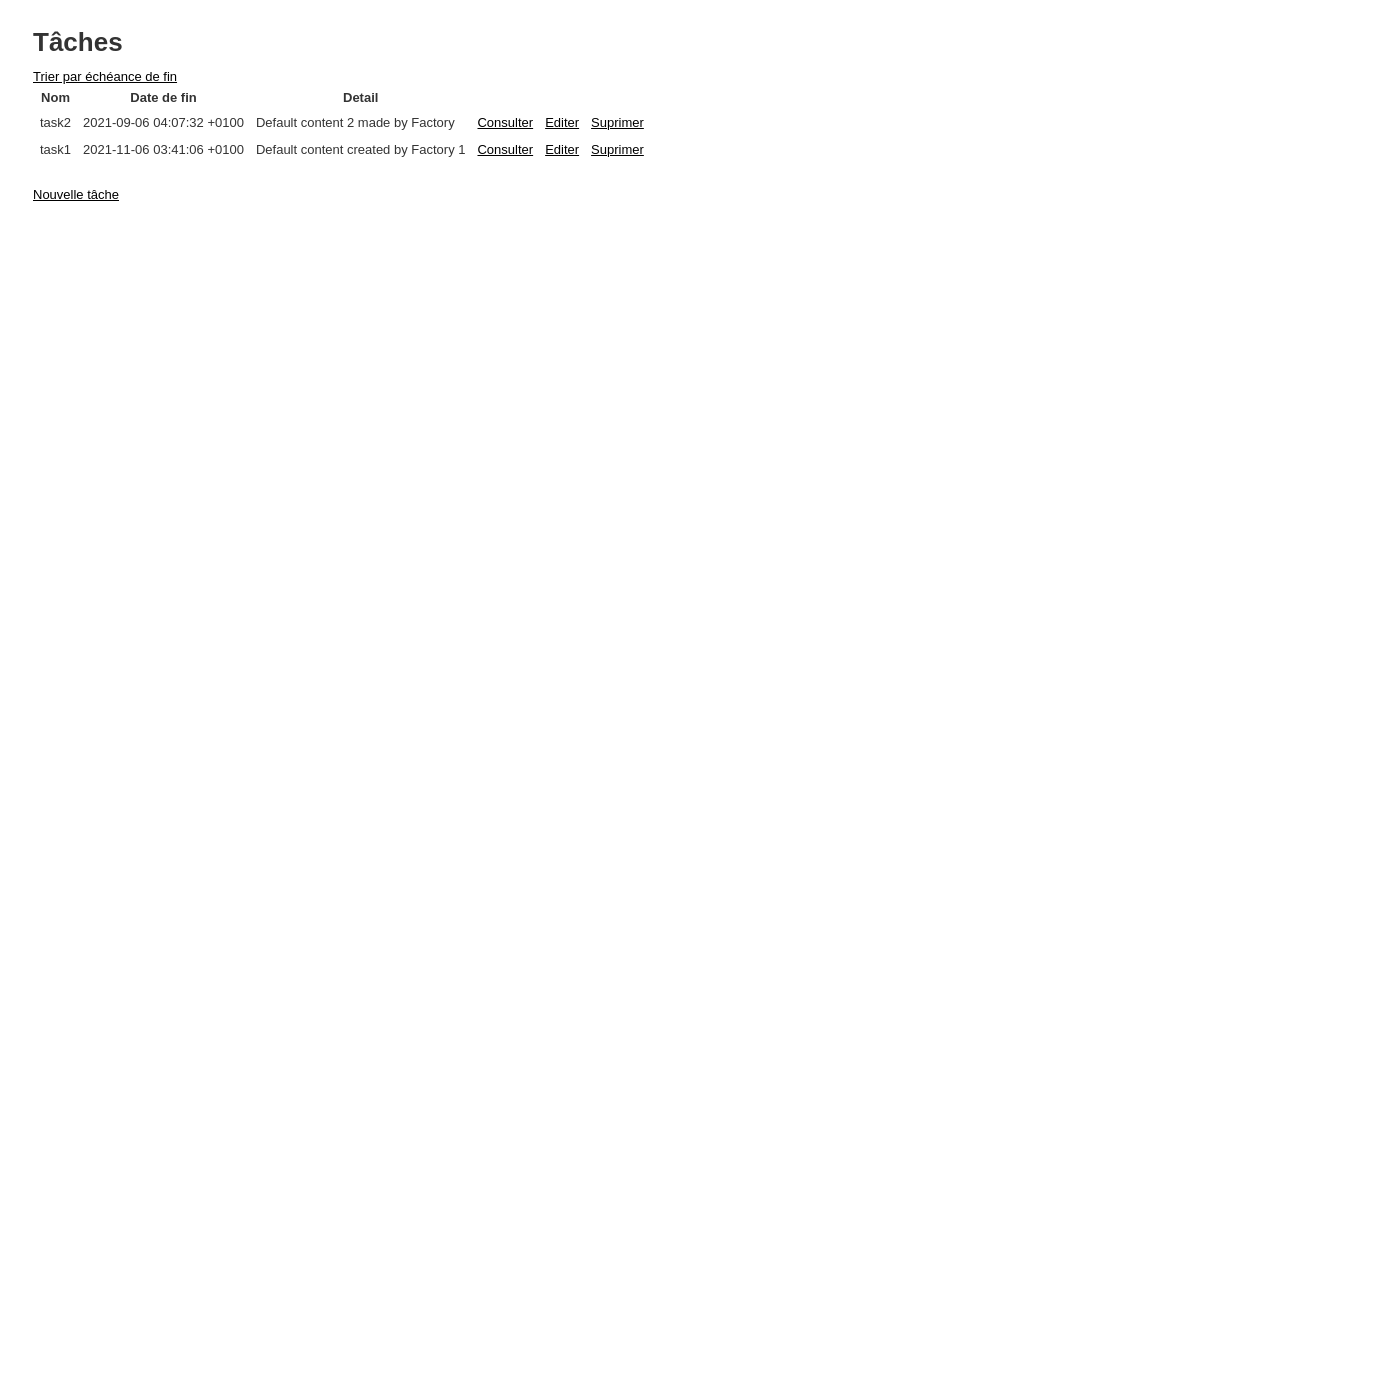 Tâches
Trier par échéance de fin
Nom Date de fin Detail
task2 2021-09-06 04:07:32 +0100 Default content 2 made by Factory Consulter Editer Suprimer
task1 2021-11-06 03:41:06 +0100 Default content created by Factory 1 Consulter Editer Suprimer
Nouvelle tâche